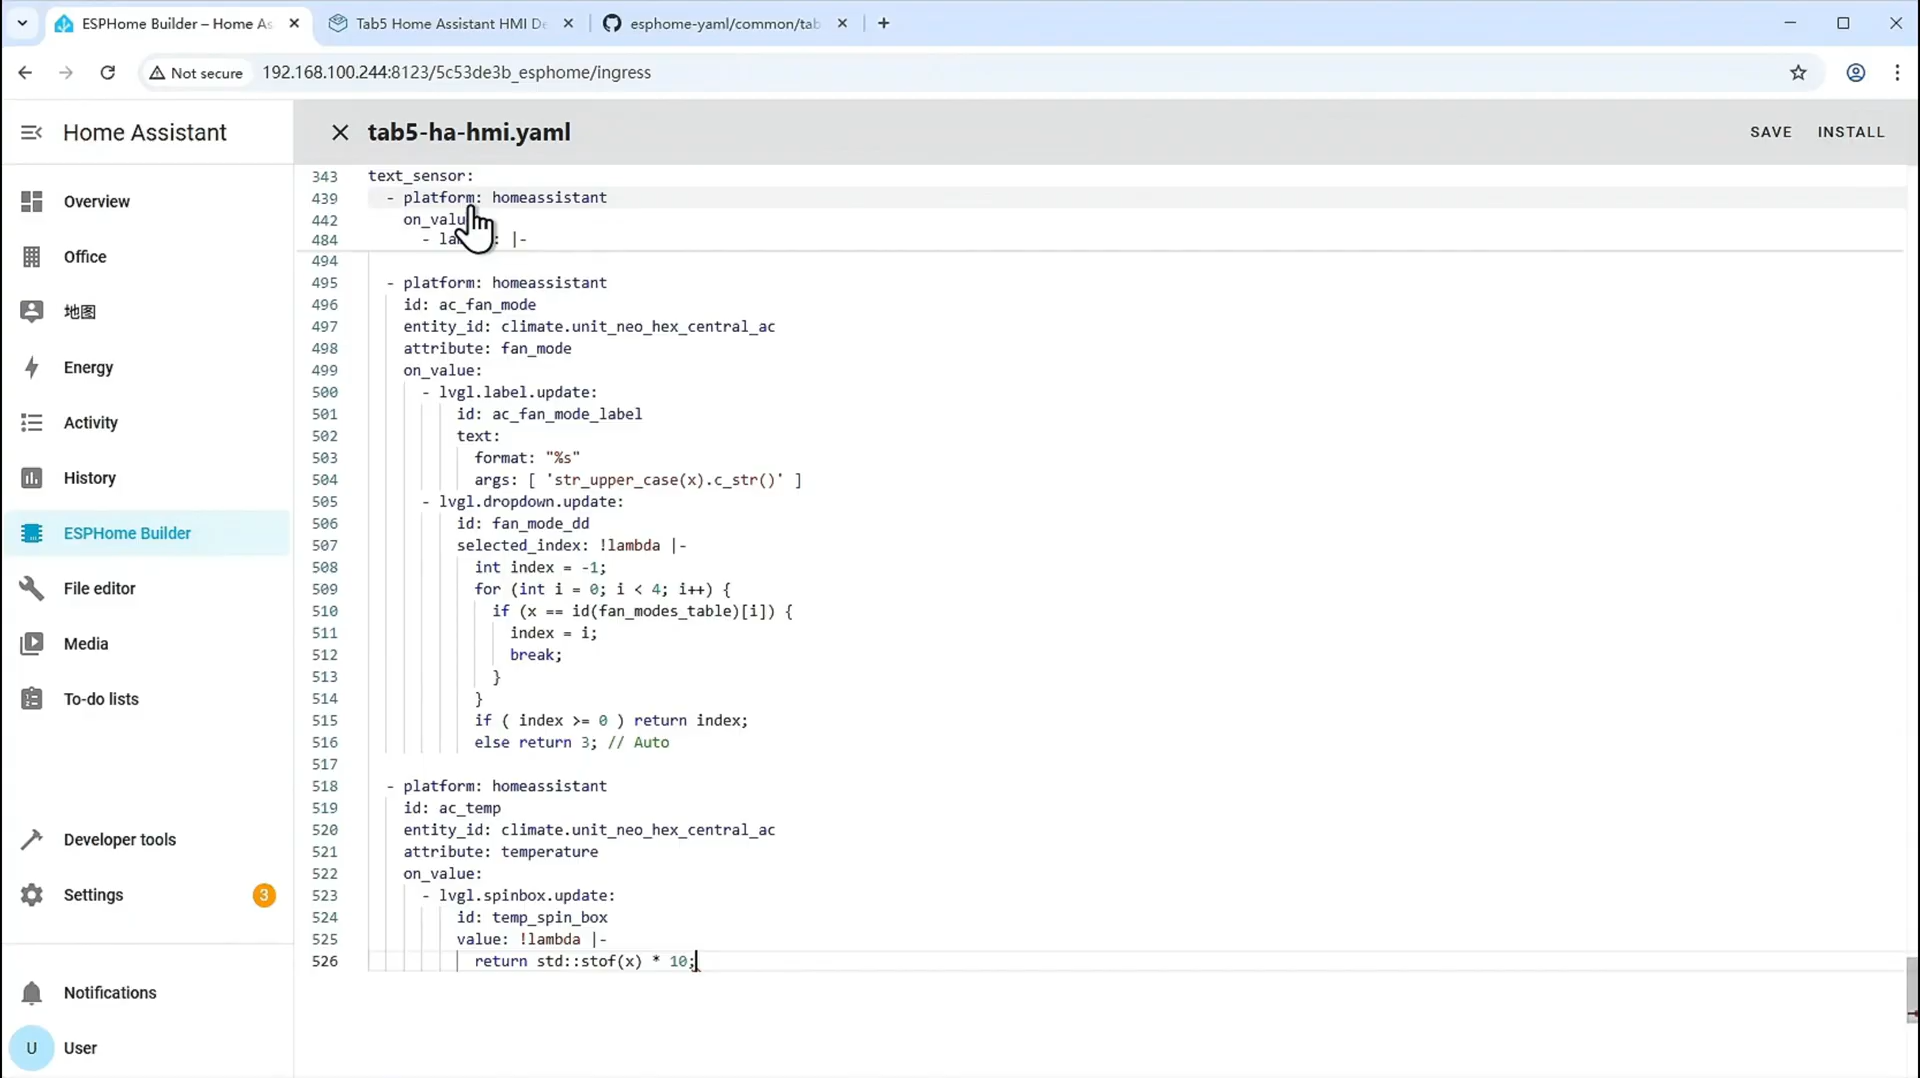 ESPHome Builder – Home As
Tab5 Home Assistant HMI De
esphome-yaml/common/tab
Not secure
192.168.100.244:8123/5c53de3b_esphome/ingress
Home Assistant
tab5-ha-hmi.yaml
SAVE
INSTALL
Overview
Office
地图
Energy
Activity
History
ESPHome Builder
File editor
Media
To-do lists
Developer tools
Settings
3
Notifications
U
User
343 text_sensor:
439 - platform: homeassistant
442 on_valu
484 - la : |-
494
495 - platform: homeassistant
496 id: ac_fan_mode
497 entity_id: climate.unit_neo_hex_central_ac
498 attribute: fan_mode
499 on_value:
500 - lvgl.label.update:
501 id: ac_fan_mode_label
502 text:
503 format: "%s"
504 args: [ 'str_upper_case(x).c_str()' ]
505 - lvgl.dropdown.update:
506 id: fan_mode_dd
507 selected_index: !lambda |-
508 int index = -1;
509 for (int i = 0; i < 4; i++) {
510 if (x == id(fan_modes_table)[i]) {
511 index = i;
512 break;
513 }
514 }
515 if ( index >= 0 ) return index;
516 else return 3; // Auto
517
518 - platform: homeassistant
519 id: ac_temp
520 entity_id: climate.unit_neo_hex_central_ac
521 attribute: temperature
522 on_value:
523 - lvgl.spinbox.update:
524 id: temp_spin_box
525 value: !lambda |-
526 return std::stof(x) * 10;